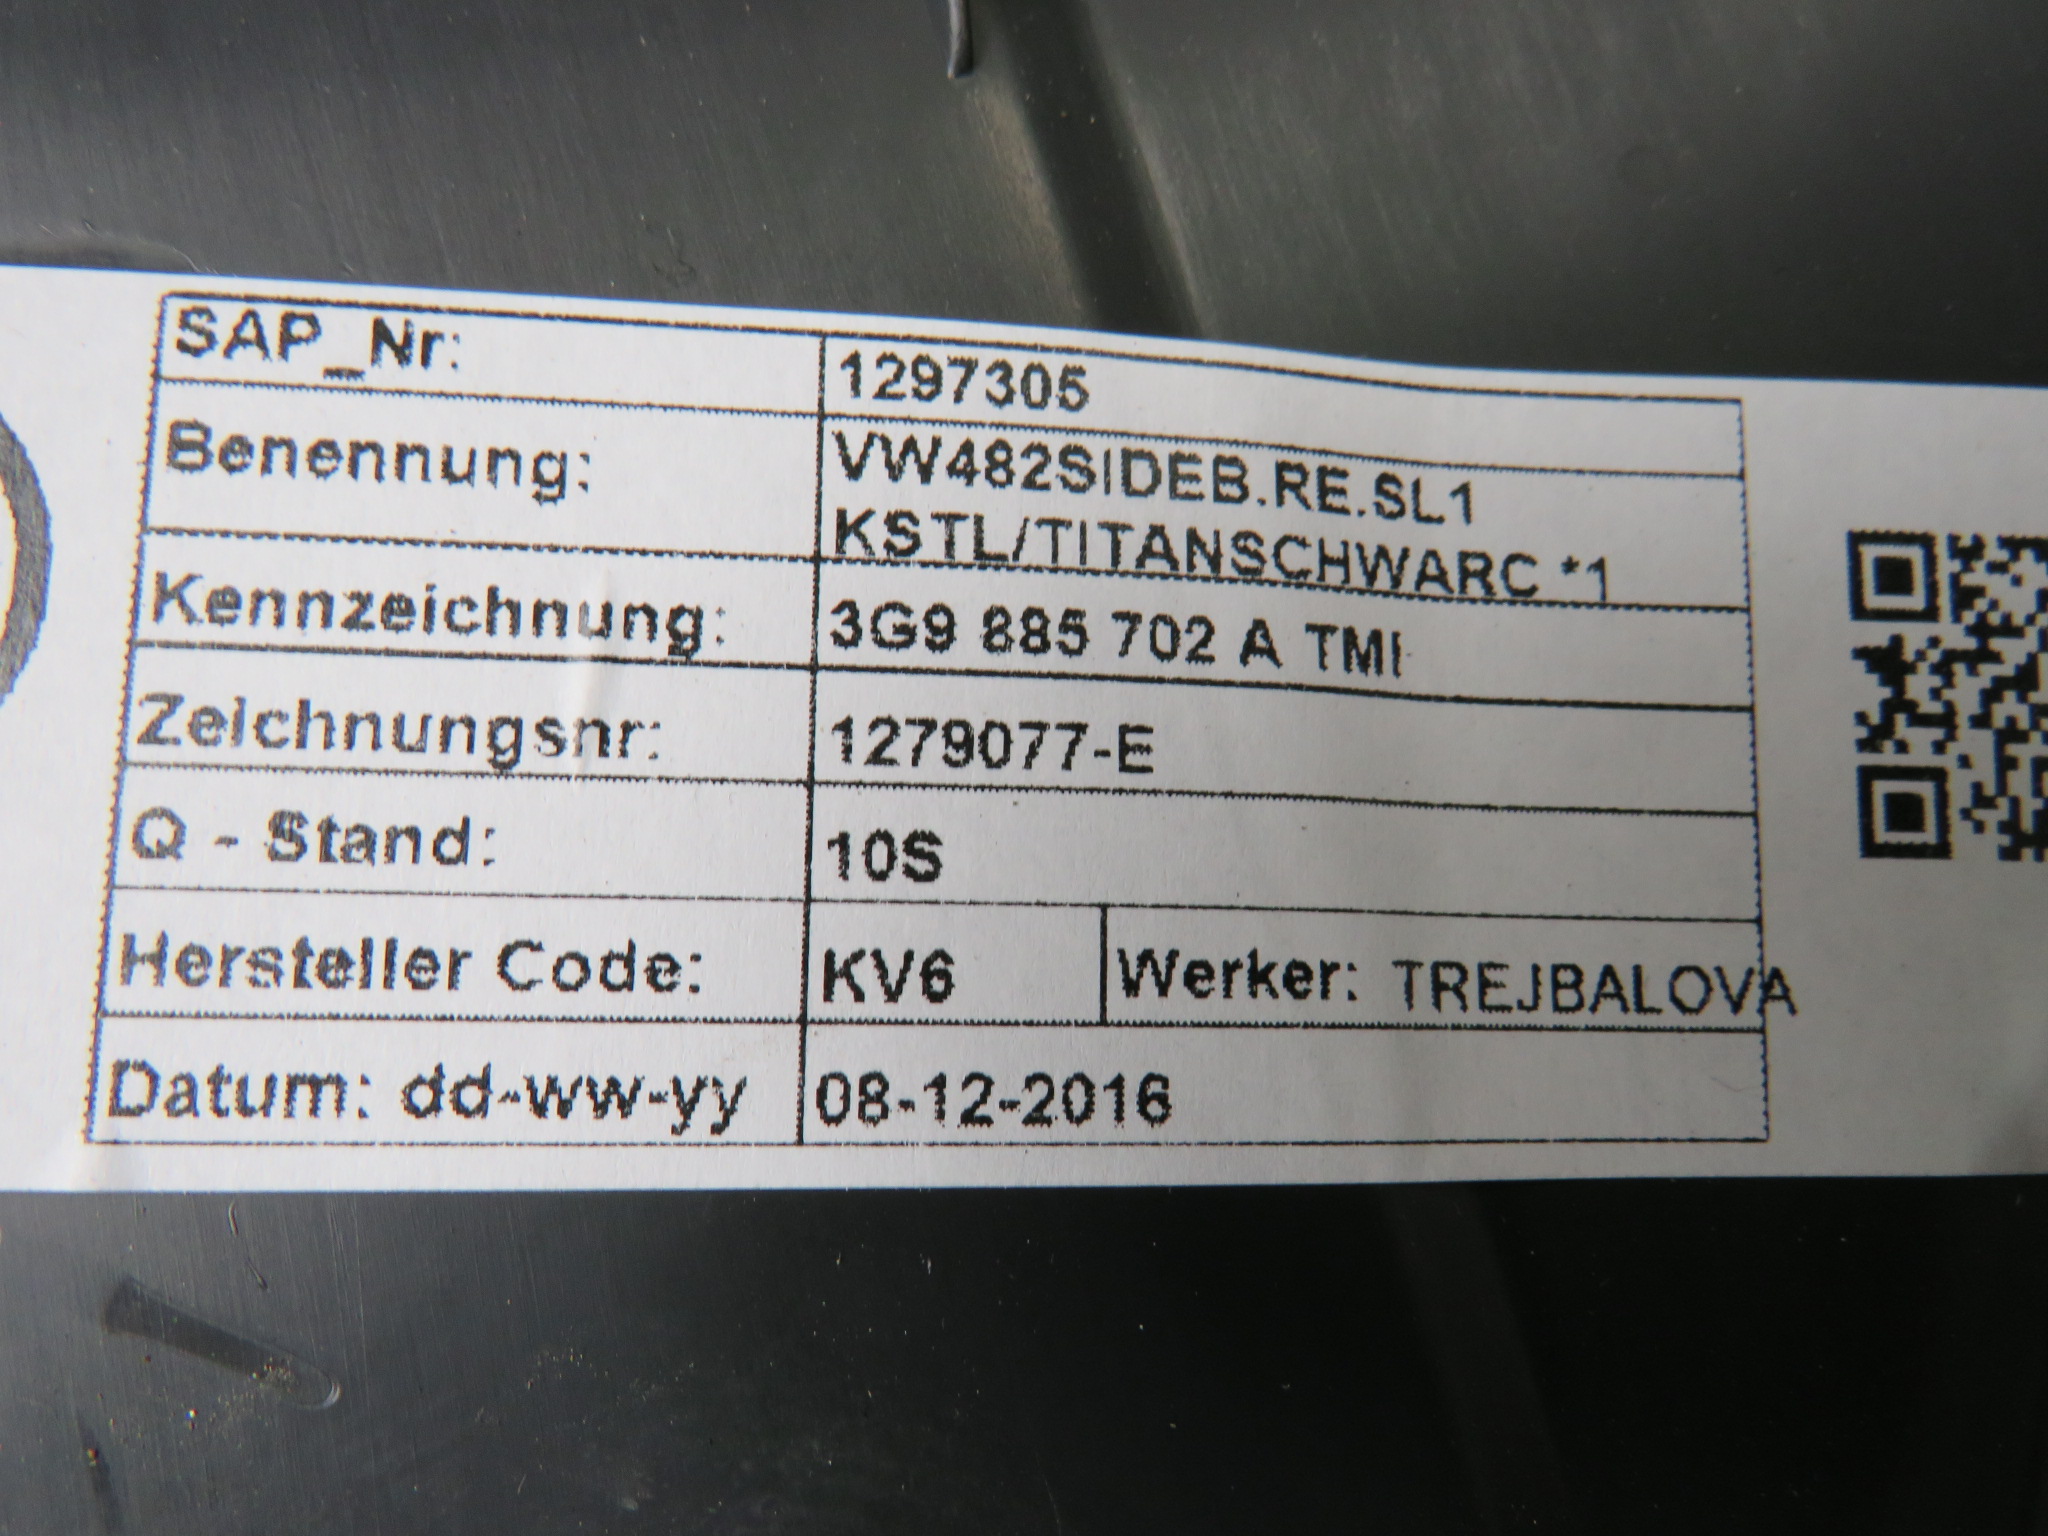 SAP_Nr: 1297305
Benennung: VW482SIDEB.RE.SL1
KSTL/TITANSCHWARC *1
Kennzeichnung: 3G9 885 702 A TMI
Zeichnungsnr: 1279077-E
Q - Stand: 10S
Hersteller Code: KV6 Werker: TREJBALOVA
Datum: dd-ww-yy 08-12-2016